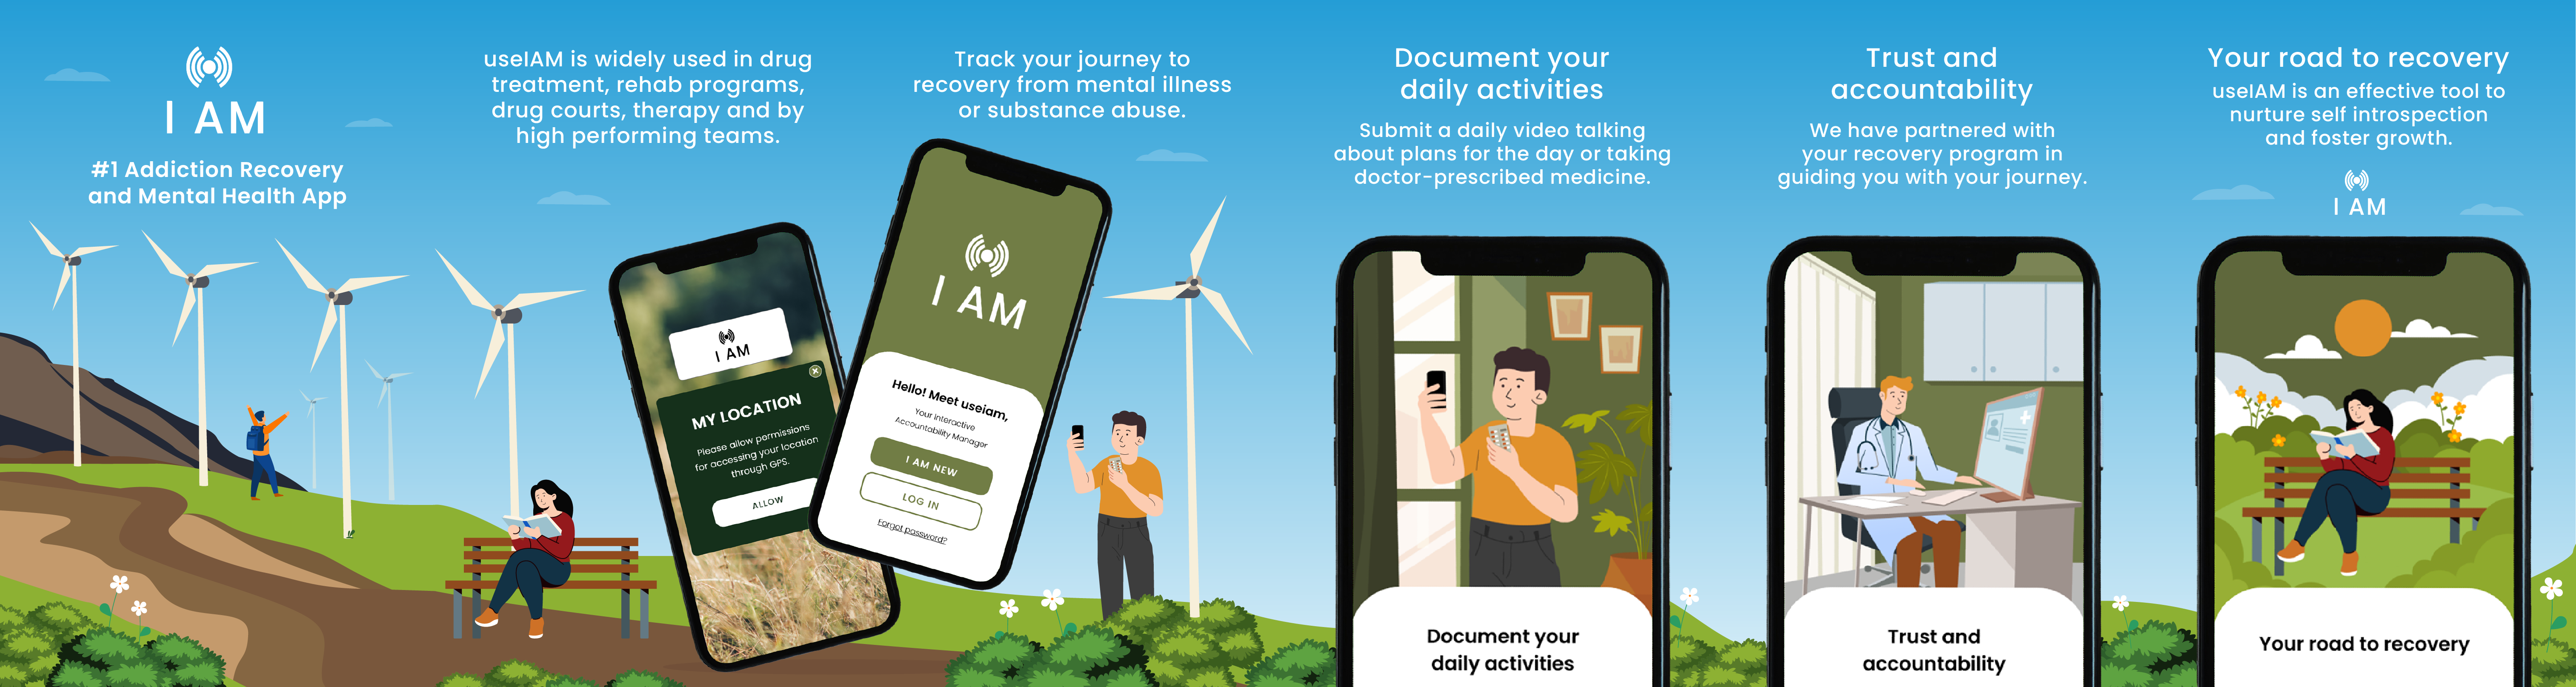 I AM
#1 Addiction Recovery
and Mental Health App
useIAM is widely used in drug
treatment, rehab programs,
drug courts, therapy and by
high performing teams.
I AM
MY LOCATION
Please allow permissions
for accessing your location
through GPS.
ALLOW
Track your journey to
recovery from mental illness
or substance abuse.
I AM
Hello! Meet useiam,
Your Interactive
Accountability Manager
I AM NEW
LOG IN
Forgot password?
Document your
daily activities
Submit a daily video talking
about plans for the day or taking
doctor-prescribed medicine.
Document your
daily activities
Trust and
accountability
We have partnered with
your recovery program in
guiding you with your journey.
Trust and
accountability
Your road to recovery
useIAM is an effective tool to
nurture self introspection
and foster growth.
I AM
Your road to recovery